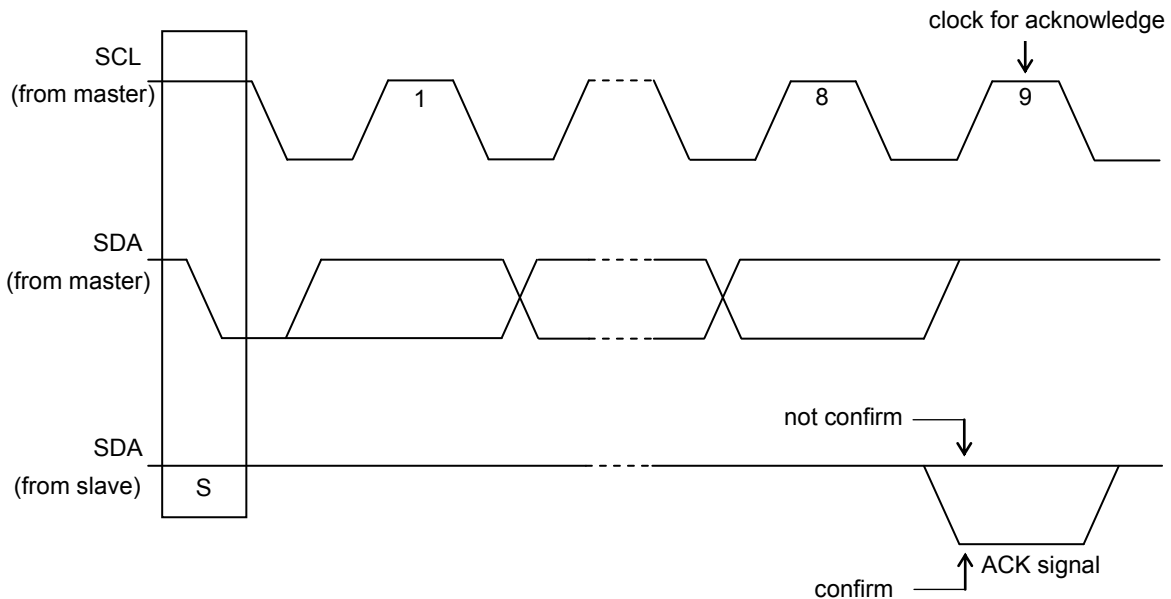 clock for acknowledge
SCL
(from master)
1
8
9
SDA
(from master)
not confirm
SDA
(from slave)
S
ACK signal
confirm